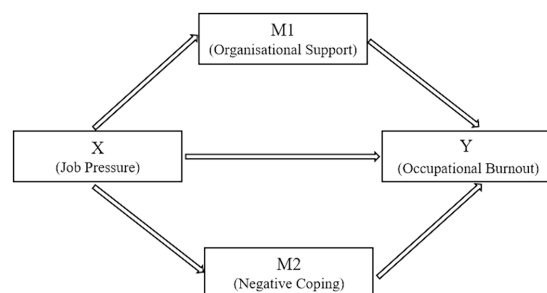 M1
(Organisational Support)
X
(Job Pressure)
Y
(Occupational Burnout)
M2
(Negative Coping)